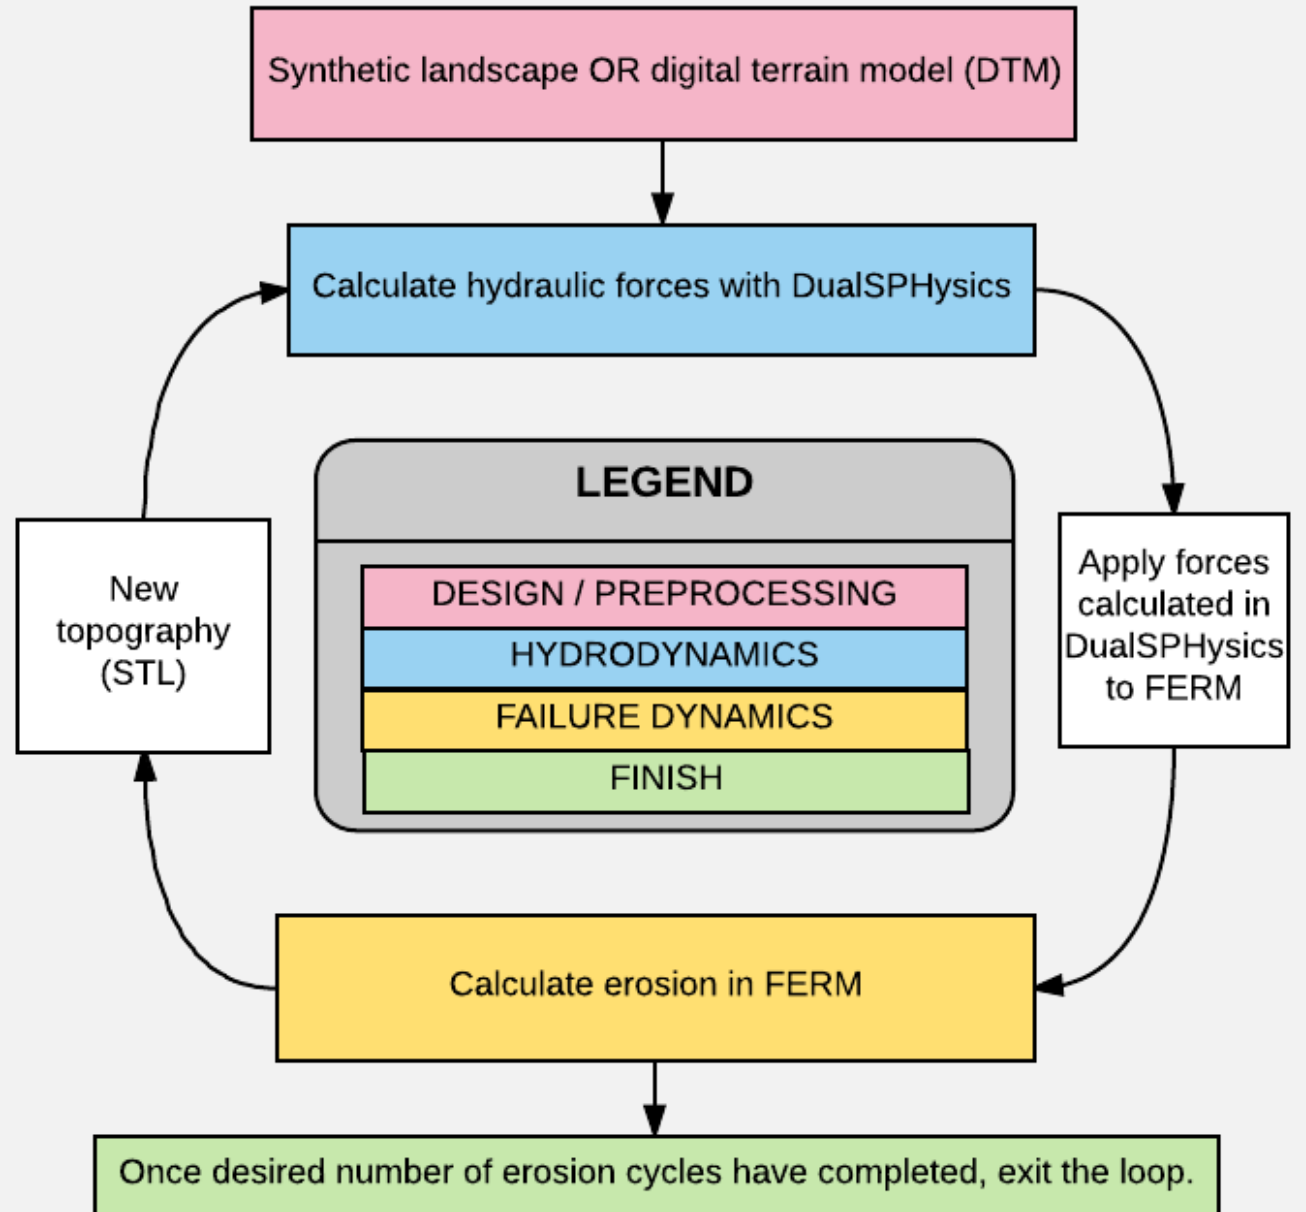 Synthetic landscape OR digital terrain model (DTM)
Calculate hydraulic forces with DualSPHysics
LEGEND
DESIGN / PREPROCESSING
HYDRODYNAMICS
FAILURE DYNAMICS
FINISH
New
topography
(STL)
Apply forces
calculated in
DualSPHysics
to FERM
Calculate erosion in FERM
Once desired number of erosion cycles have completed, exit the loop.